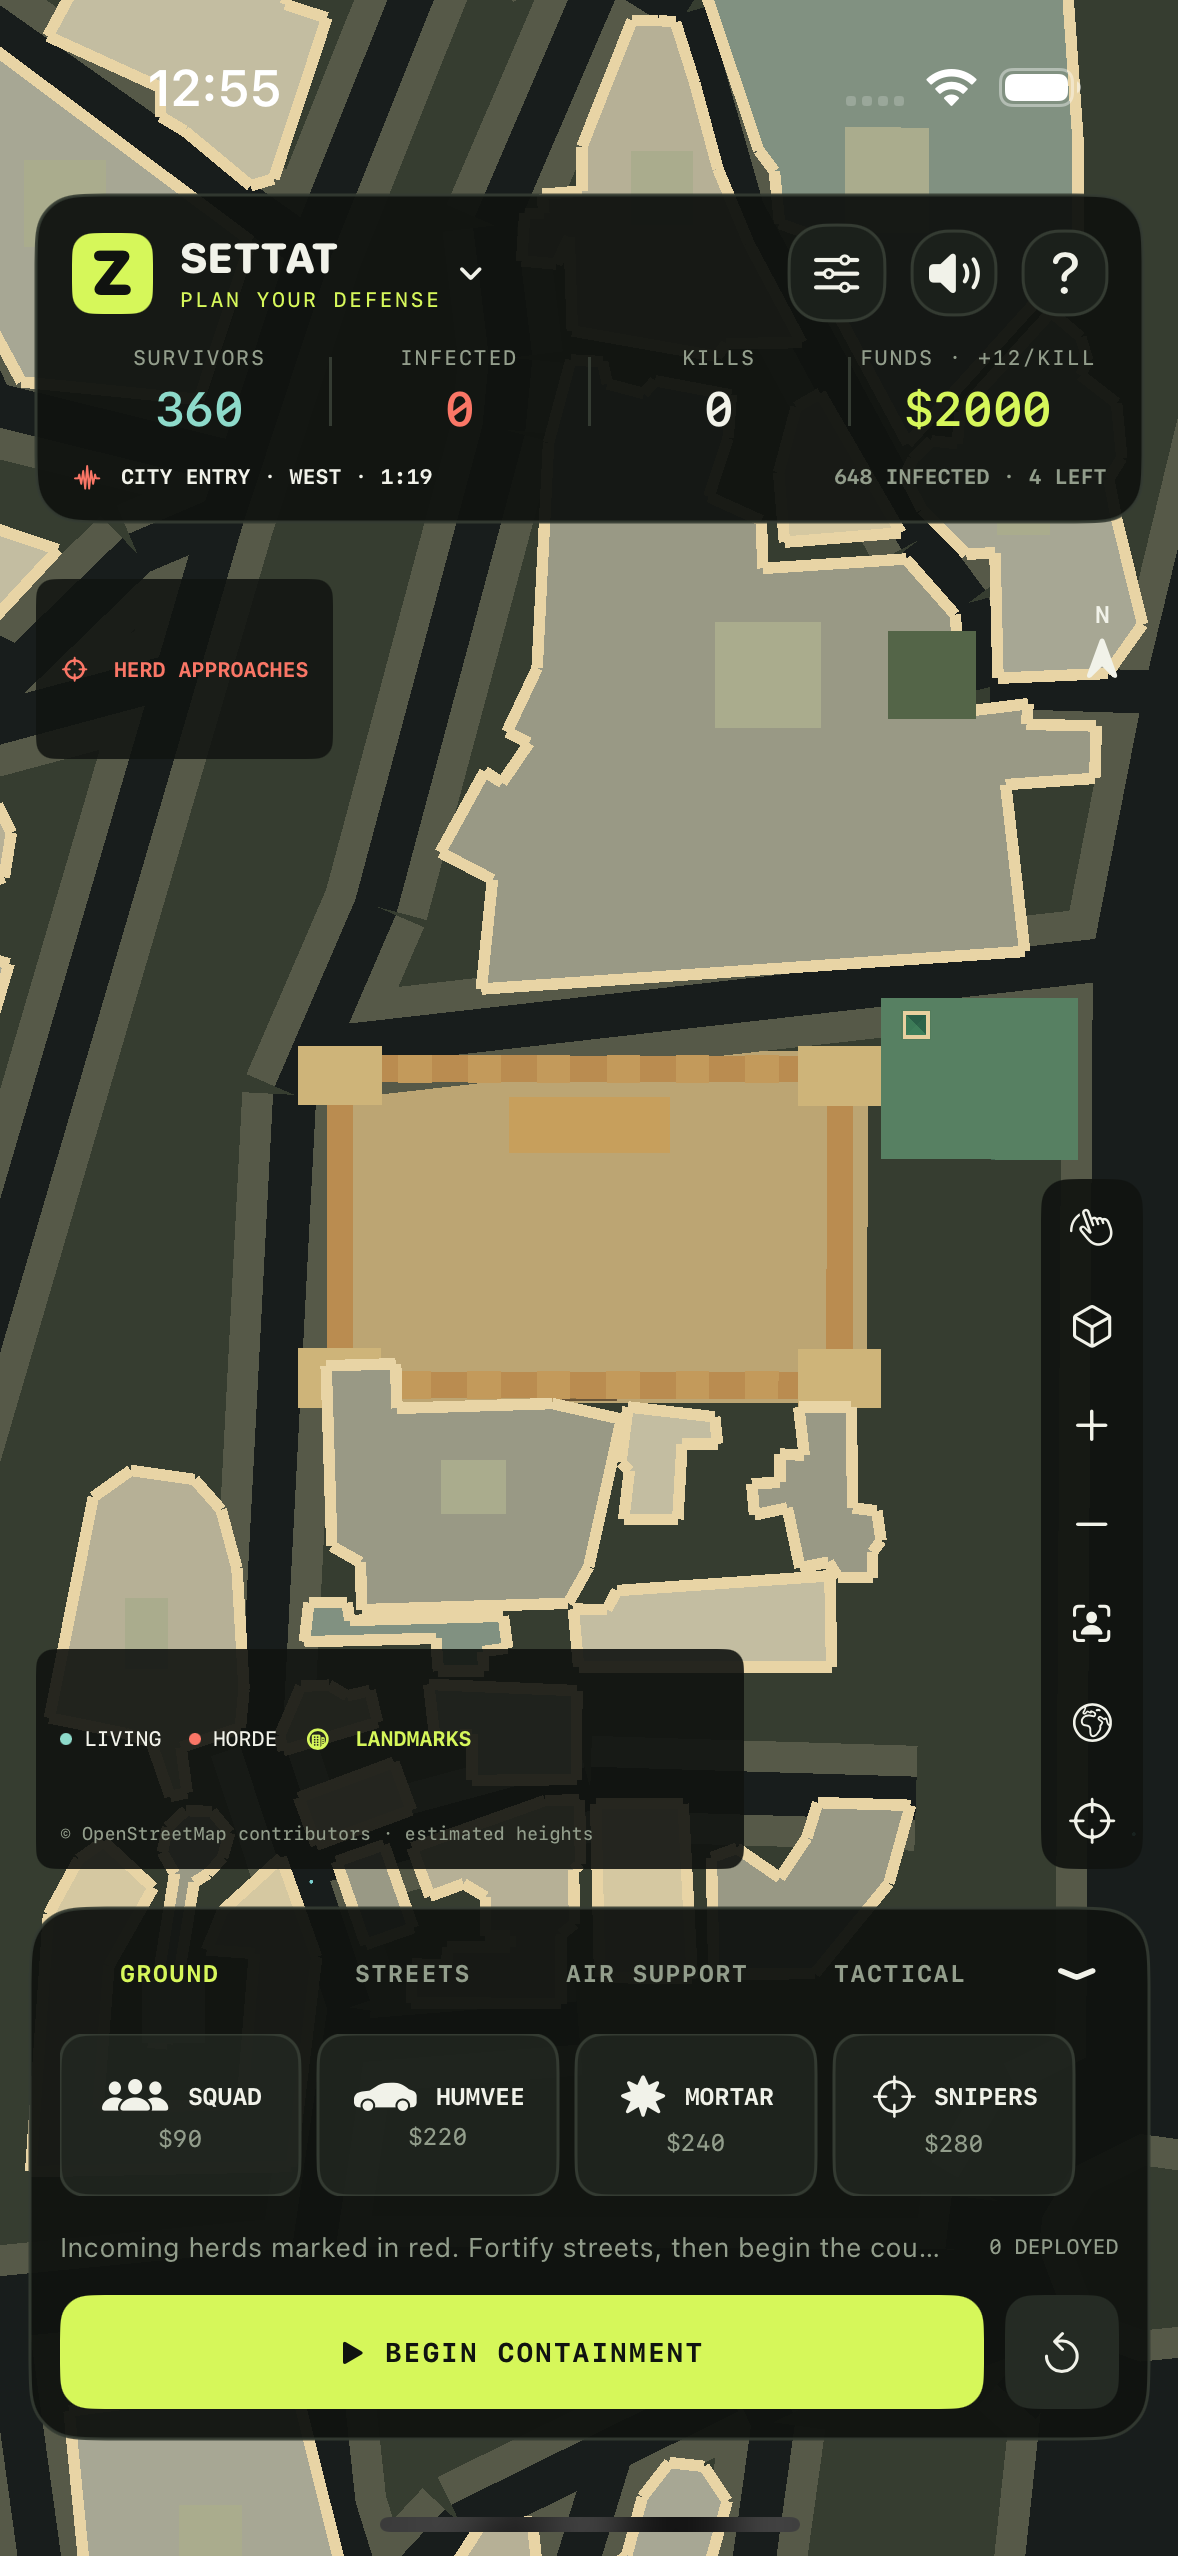 12:55
Z
SETTAT
PLAN YOUR DEFENSE
?
SURVIVORS
360
INFECTED
0
KILLS
0
FUNDS · +12/KILL
$2000
CITY ENTRY · WEST · 1:19
648 INFECTED · 4 LEFT
HERD APPROACHES
N
LIVING
HORDE
LANDMARKS
© OpenStreetMap contributors · estimated heights
GROUND
STREETS
AIR SUPPORT
TACTICAL
SQUAD
$90
HUMVEE
$220
MORTAR
$240
SNIPERS
$280
Incoming herds marked in red. Fortify streets, then begin the cou…
0 DEPLOYED
BEGIN CONTAINMENT